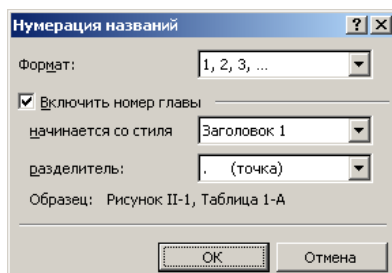 Нумерация названий
Формат: 1, 2, 3, ...
Включить номер главы
начинается со стиля Заголовок 1
разделитель: . (точка)
Образец: Рисунок II-1, Таблица 1-A
ОК Отмена